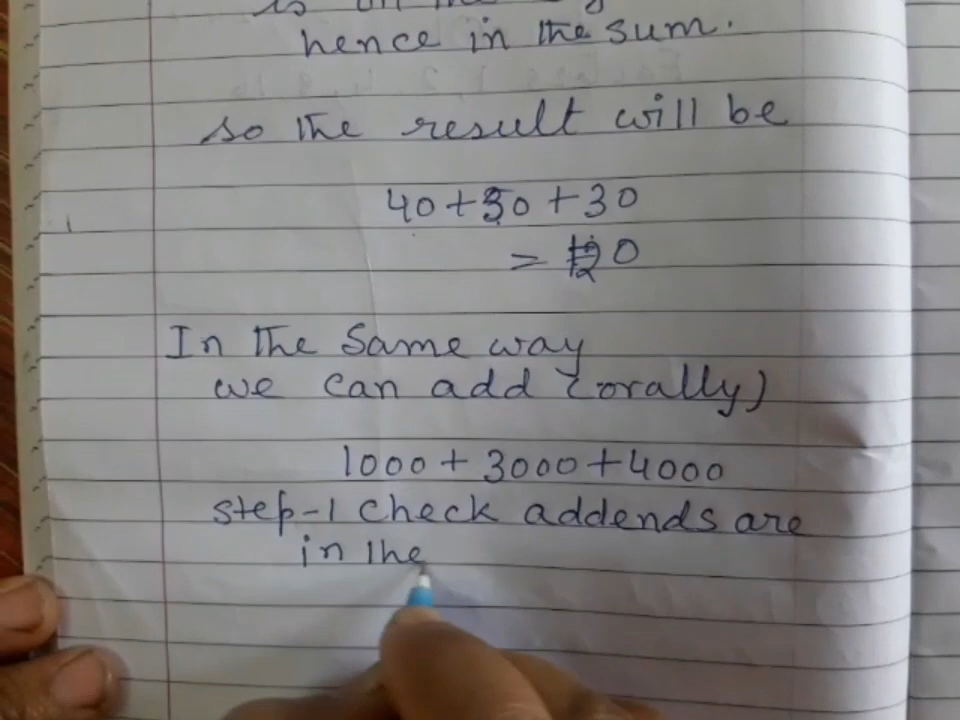 hence in the sum.
so the result will be
40+50+30
= 120
In the same way
we can add (orally)
1000+3000+4000
step-1 check addends are
in the